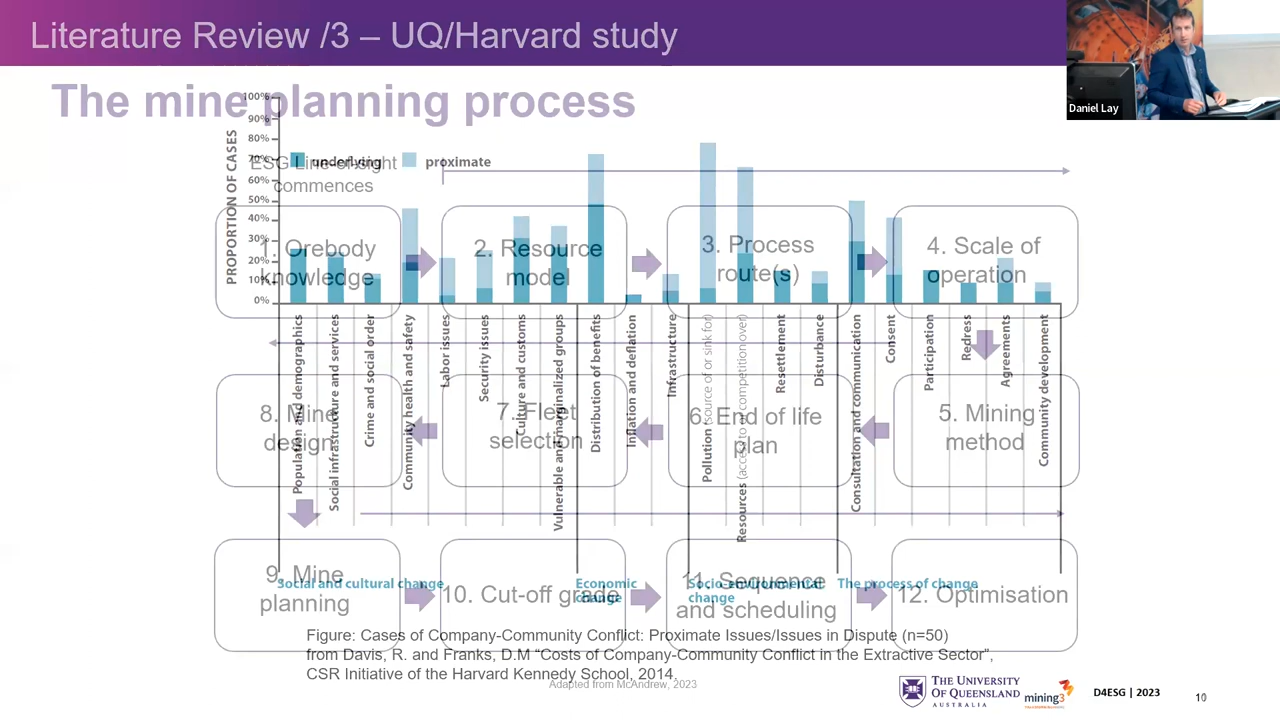 Literature Review /3 – UQ/Harvard study
The mine planning process
Daniel Lay
PROPORTION OF CASES
100%
90%
80%
70%
60%
50%
40%
30%
20%
10%
0%
underlying
proximate
ESG Line-of-sight
commences
1. Orebody
knowledge
2. Resource
model
3. Process
route(s)
4. Scale of
operation
Population and demographics
Social infrastructure and services
Crime and social order
Community health and safety
Labor issues
Security issues
Culture and customs
Vulnerable and marginalized groups
Distribution of benefits
Inflation and deflation
Infrastructure
Pollution (source of or sink for)
Resources (access to or competition over)
Resettlement
Disturbance
Consultation and communication
Consent
Participation
Redress
Agreements
Community development
8. Mine
design
7. Fleet
selection
6. End of life
plan
5. Mining
method
Social and cultural change
Economic
change
Socio-environmental
change
The process of change
9. Mine
planning
10. Cut-off grade
11. Sequence
and scheduling
12. Optimisation
Figure: Cases of Company-Community Conflict: Proximate Issues/Issues in Dispute (n=50)
from Davis, R. and Franks, D.M “Costs of Company-Community Conflict in the Extractive Sector”,
CSR Initiative of the Harvard Kennedy School, 2014.
Adapted from McAndrew, 2023
THE UNIVERSITY
OF QUEENSLAND
AUSTRALIA
mining3
D4ESG | 2023